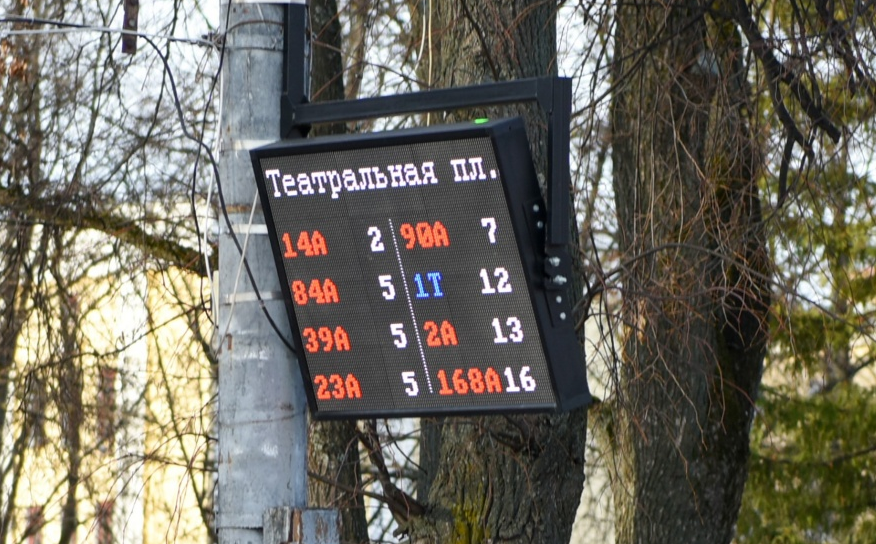 Театральная пл.
14А 2 90А 7
84А 5 1Т 12
39А 5 2А 13
23А 5 168А 16